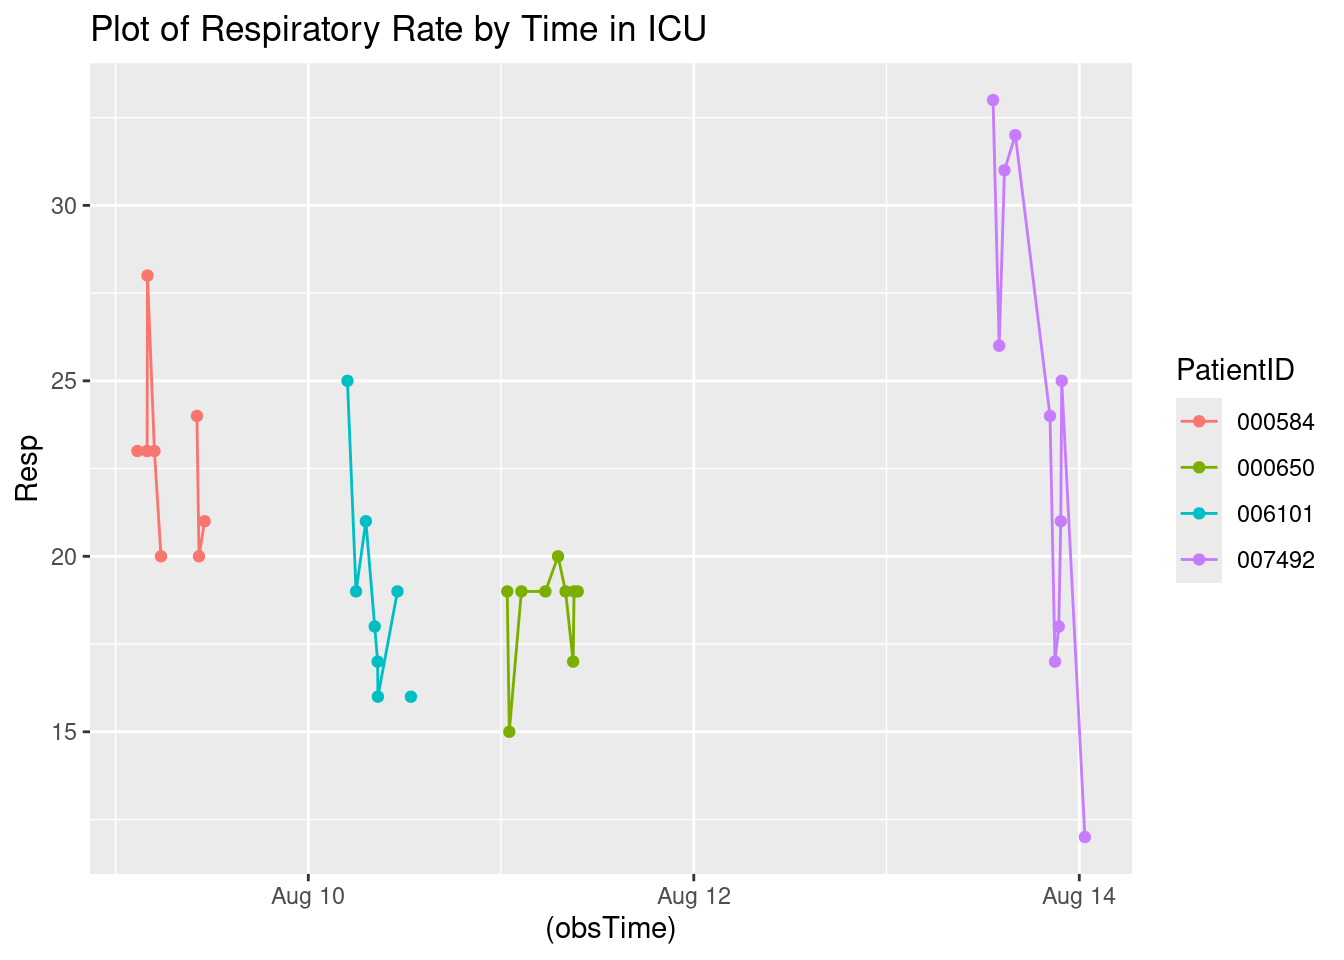 Plot of Respiratory Rate by Time in ICU
Resp
30
25
20
15
Aug 10
Aug 12
Aug 14
(obsTime)
PatientID
000584
000650
006101
007492